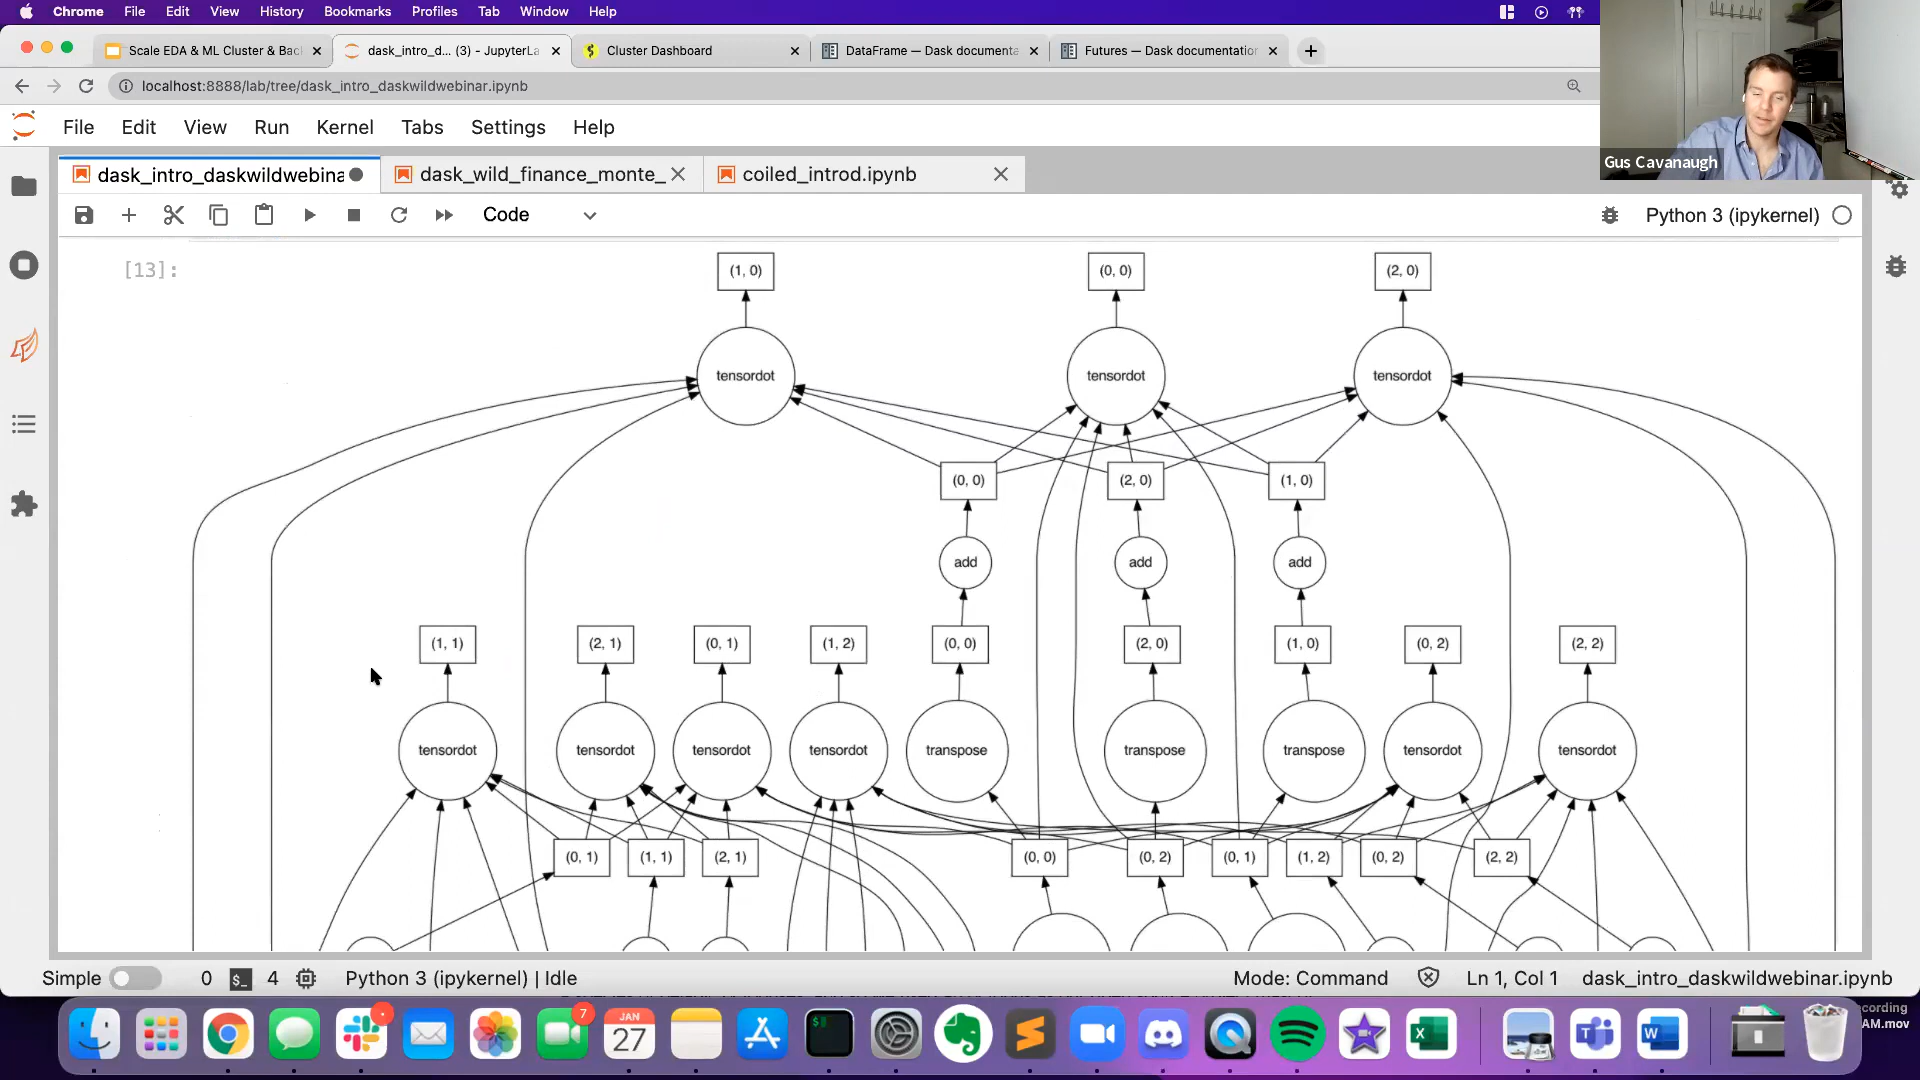 Chrome File Edit View History Bookmarks Profiles Tab Window Help
Scale EDA & ML Cluster & Bac
dask_intro_d... (3) - JupyterLa
Cluster Dashboard
DataFrame — Dask documenta
Futures — Dask documentation
localhost:8888/lab/tree/dask_intro_daskwildwebinar.ipynb
File Edit View Run Kernel Tabs Settings Help
Gus Cavanaugh
dask_intro_daskwildwebina
dask_wild_finance_monte_
coiled_introd.ipynb
Code
Python 3 (ipykernel)
[13]:
(1, 0) (0, 0) (2, 0)
tensordot tensordot tensordot
(0, 0) (2, 0) (1, 0)
add add add
(1, 1) (2, 1) (0, 1) (1, 2) (0, 0) (2, 0) (1, 0) (0, 2) (2, 2)
tensordot tensordot tensordot tensordot transpose transpose transpose tensordot tensordot
(0, 1) (1, 1) (2, 1) (0, 0) (0, 2) (0, 1) (1, 2) (0, 2) (2, 2)
Simple 0 $_ 4 Python 3 (ipykernel) | Idle Mode: Command Ln 1, Col 1 dask_intro_daskwildwebinar.ipynb
7
JAN
27
cording
AM.mov